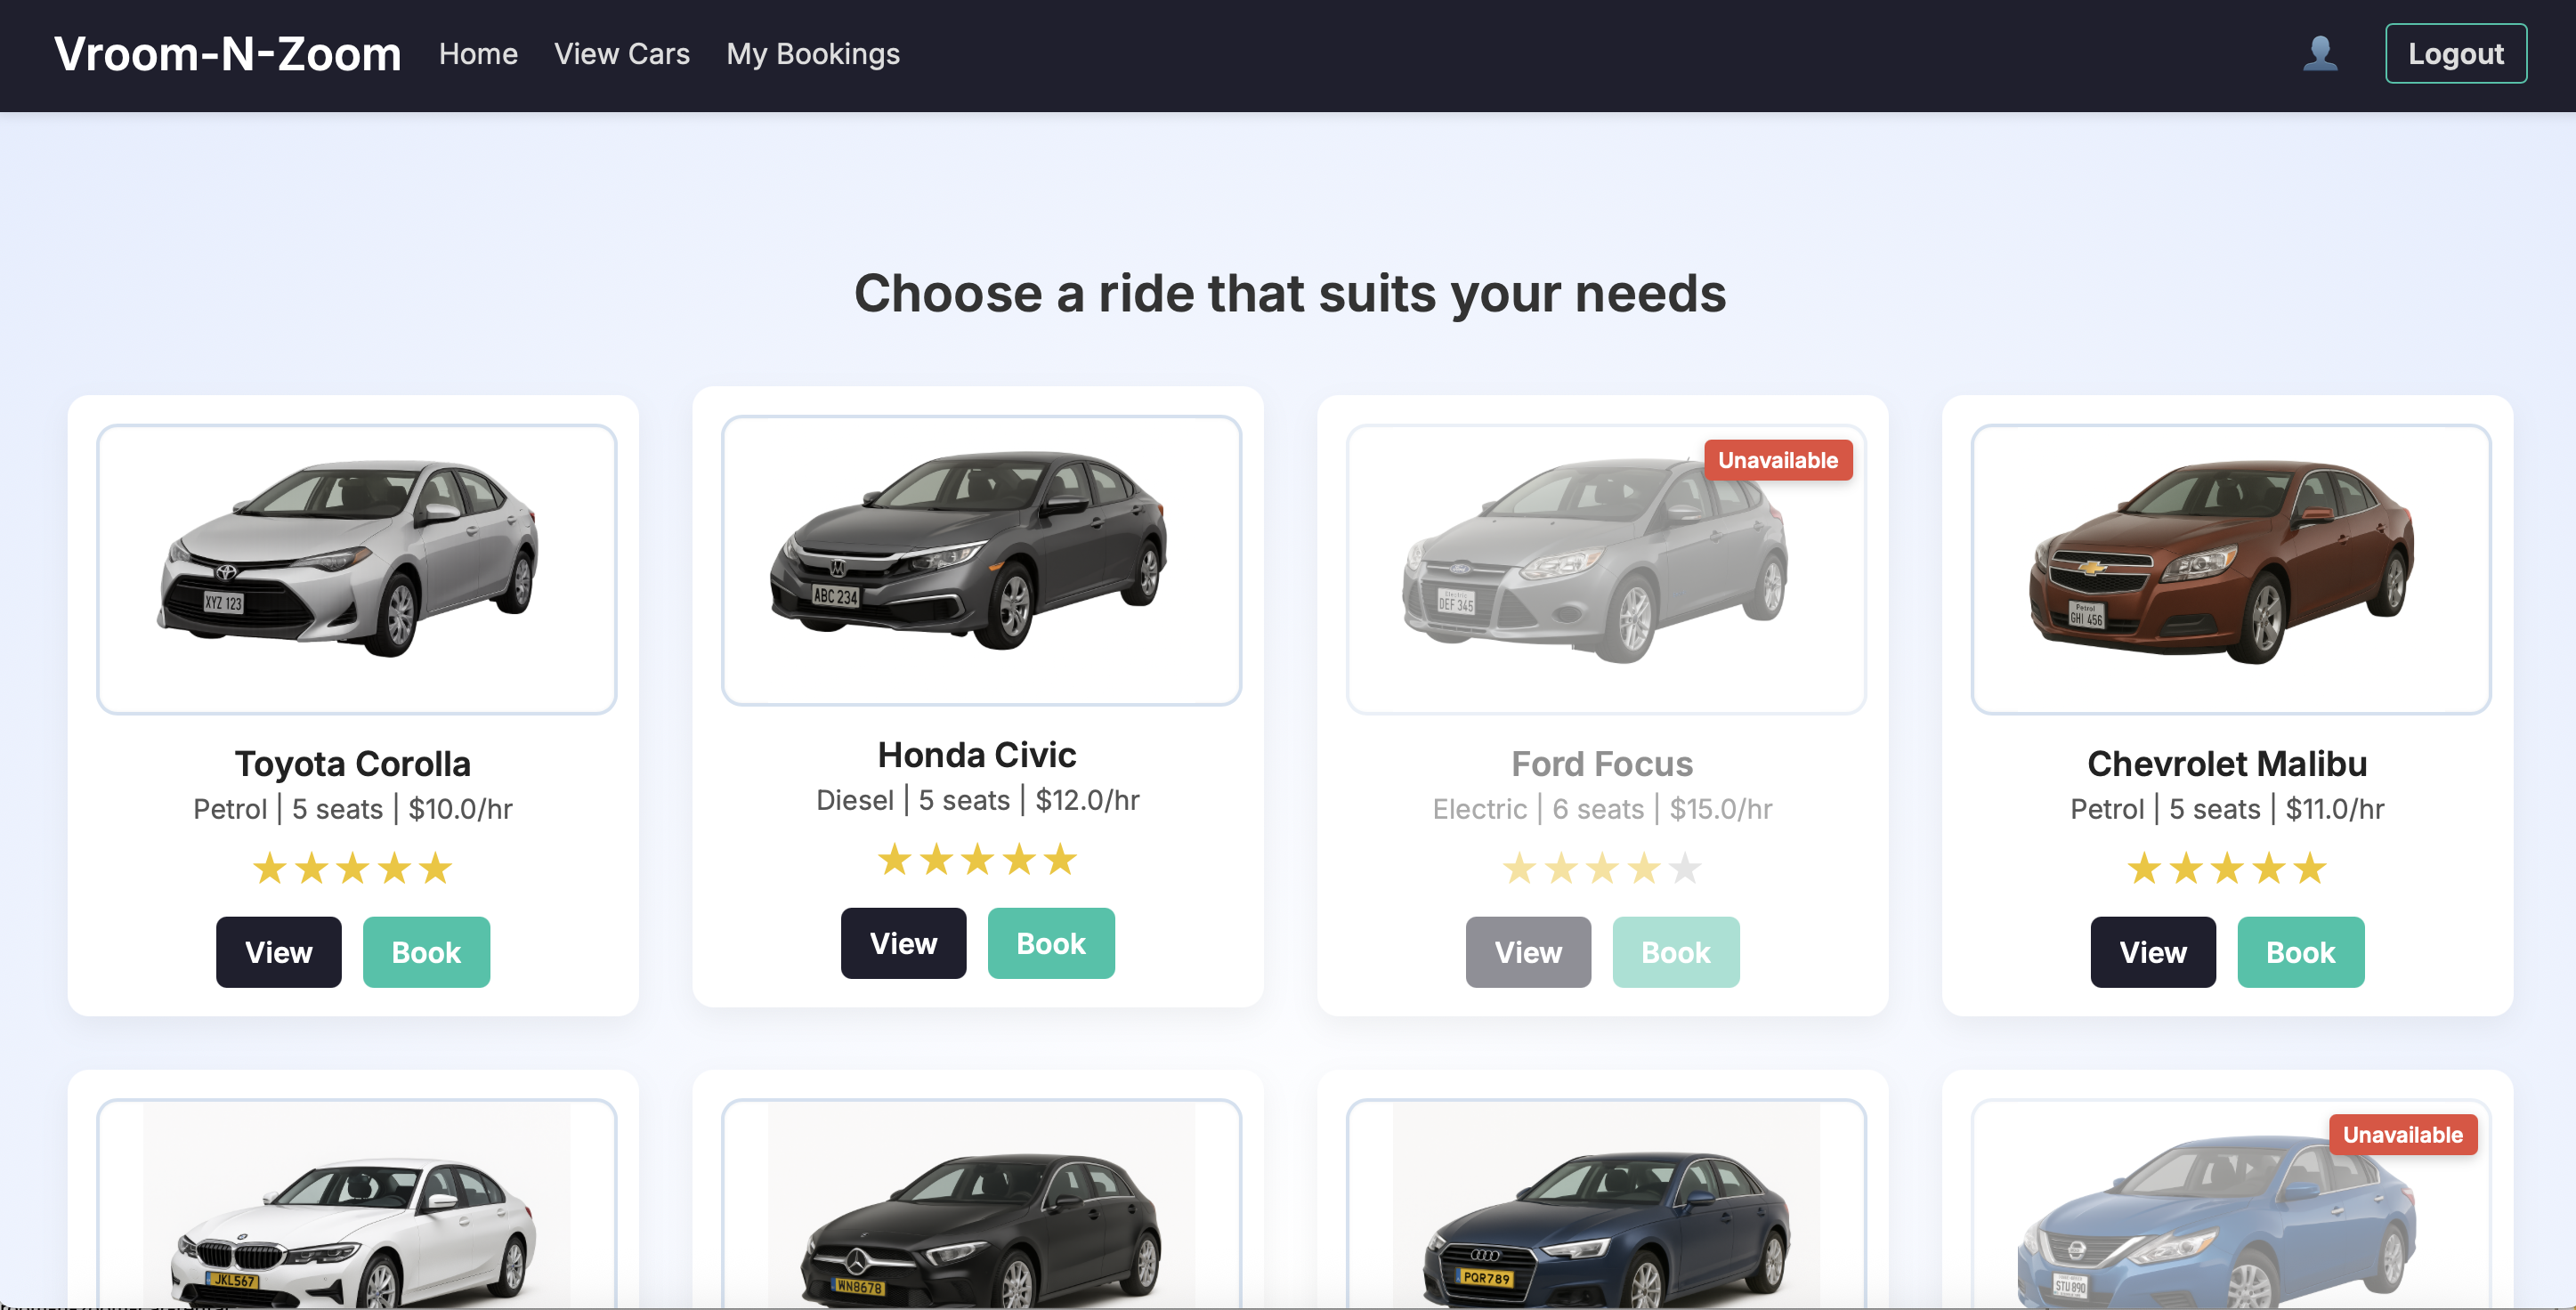 Vroom-N-Zoom Home View Cars My Bookings Logout
Choose a ride that suits your needs
XYZ 123
ABC 234
Unavailable
Ford
Electric
DEF 345
Petrol
GHI 456
Toyota Corolla
Petrol | 5 seats | $10.0/hr
View Book
Honda Civic
Diesel | 5 seats | $12.0/hr
View Book
Ford Focus
Electric | 6 seats | $15.0/hr
View Book
Chevrolet Malibu
Petrol | 5 seats | $11.0/hr
View Book
JKL567
WN8678
PQR789
Unavailable
STU 890